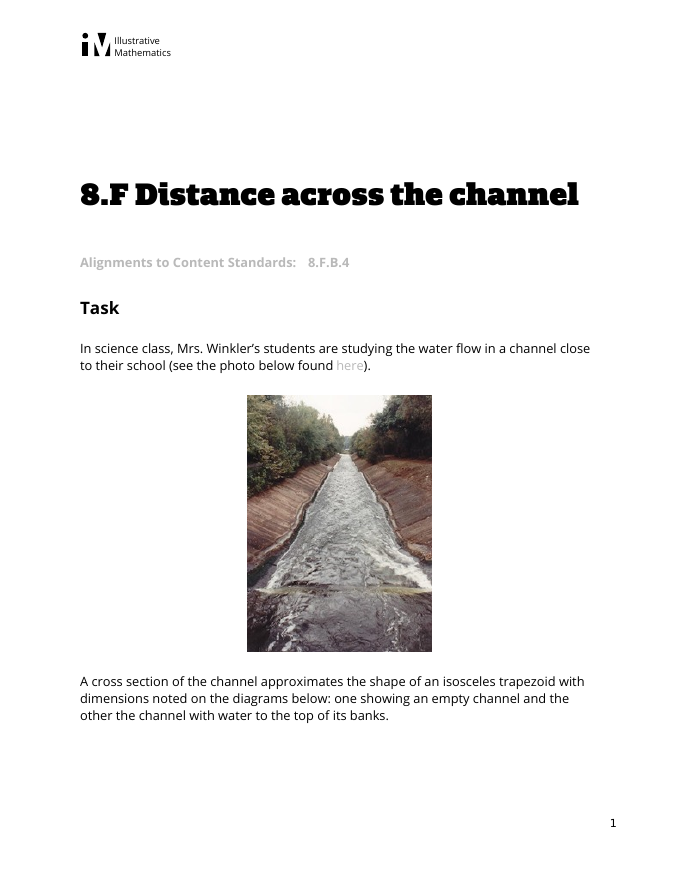 Illustrative
Mathematics
8.F Distance across the channel
Alignments to Content Standards: 8.F.B.4
Task
In science class, Mrs. Winkler’s students are studying the water flow in a channel close
to their school (see the photo below found here).
A cross section of the channel approximates the shape of an isosceles trapezoid with
dimensions noted on the diagrams below: one showing an empty channel and the
other the channel with water to the top of its banks.
1